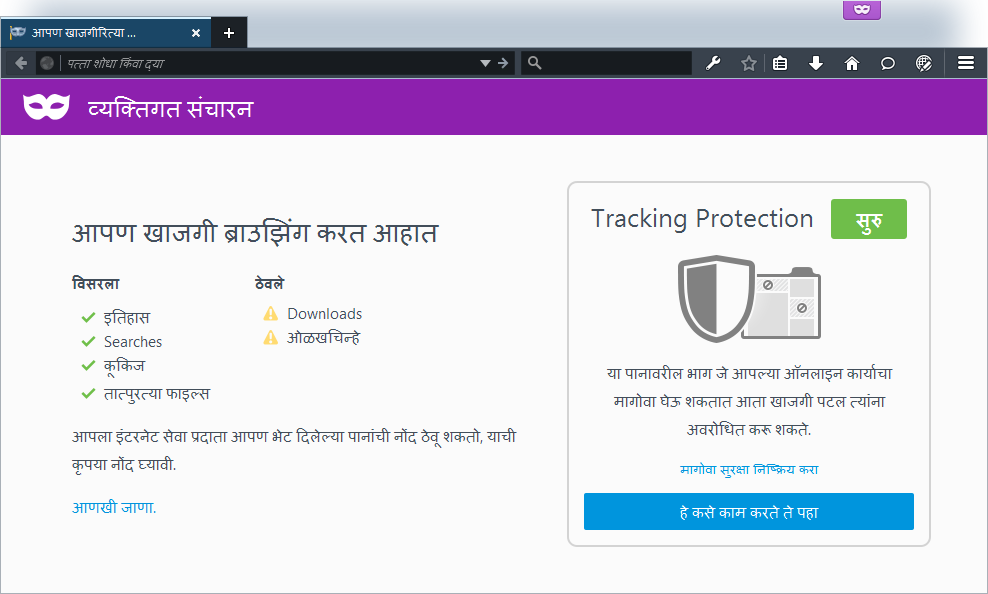 आपण खाजगीरित्या ...
पत्ता शोधा किंवा द्या
व्यक्तिगत संचारन
आपण खाजगी ब्राउझिंग करत आहात
विसरला
इतिहास
Searches
कूकिज
तात्पुरत्या फाइल्स
ठेवले
Downloads
ओळखचिन्हे
आपला इंटरनेट सेवा प्रदाता आपण भेट दिलेल्या पानांची नोंद ठेवू शकतो, याची
कृपया नोंद घ्यावी.
आणखी जाणा.
Tracking Protection
सुरु
या पानावरील भाग जे आपल्या ऑनलाइन कार्याचा
मागोवा घेऊ शकतात आता खाजगी पटल त्यांना
अवरोधित करू शकते.
मागोवा सुरक्षा निष्क्रिय करा
हे कसे काम करते ते पहा